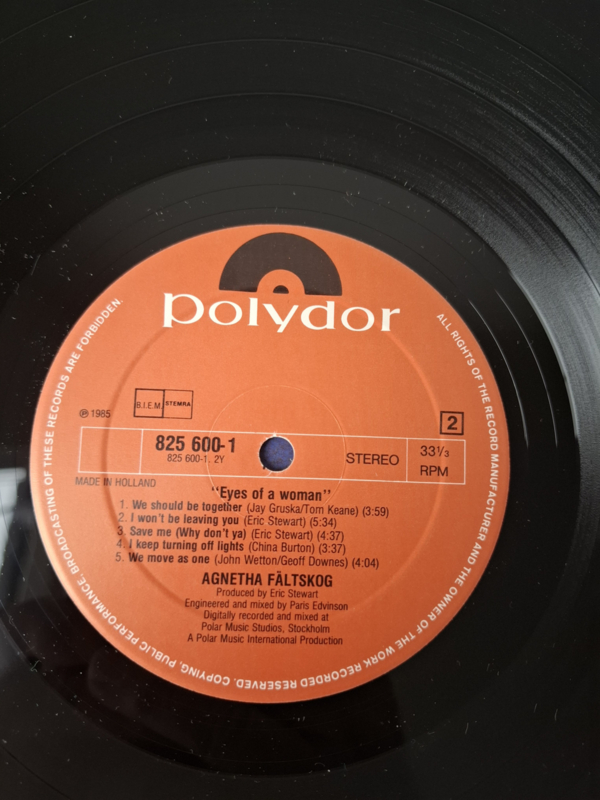 polydor
B.I.E.M. STEMRA
℗ 1985
2
825 600-1
825 600-1. 2Y
STEREO
33 1/3
RPM
MADE IN HOLLAND
"Eyes of a woman"
1. We should be together (Jay Gruska/Tom Keane) (3:59)
2. I won't be leaving you (Eric Stewart) (5:34)
3. Save me (Why don't ya) (Eric Stewart) (4:37)
4. I keep turning off lights (China Burton) (3:37)
5. We move as one (John Wetton/Geoff Downes) (4:04)
AGNETHA FÄLTSKOG
Produced by Eric Stewart
Engineered and mixed by Paris Edvinson
Digitally recorded and mixed at
Polar Music Studios, Stockholm
A Polar Music International Production
ALL RIGHTS OF THE RECORD MANUFACTURER AND THE OWNER OF THE WORK RECORDED RESERVED. COPYING, PUBLIC PERFORMANCE, BROADCASTING OF THESE RECORDS ARE FORBIDDEN.